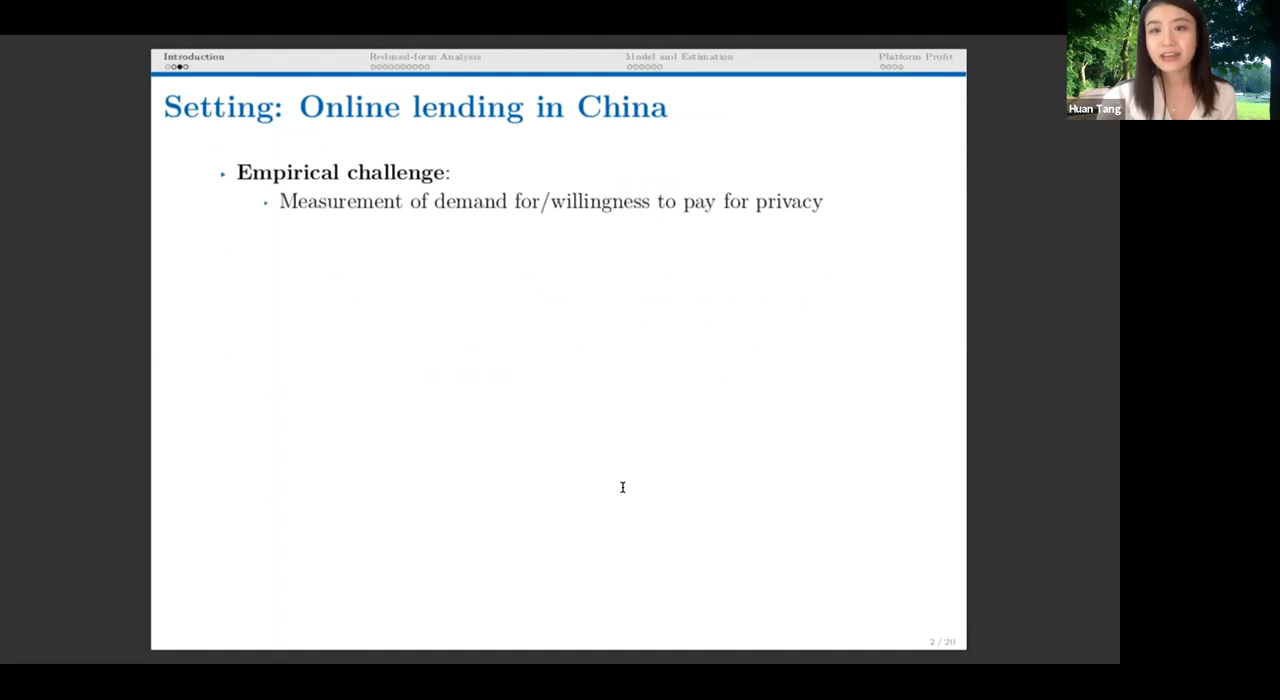 Introduction
Reduced-form Analysis
Model and Estimation
Platform Profit
Setting: Online lending in China
Empirical challenge:
Measurement of demand for/willingness to pay for privacy
2 / 20
Huan Tang